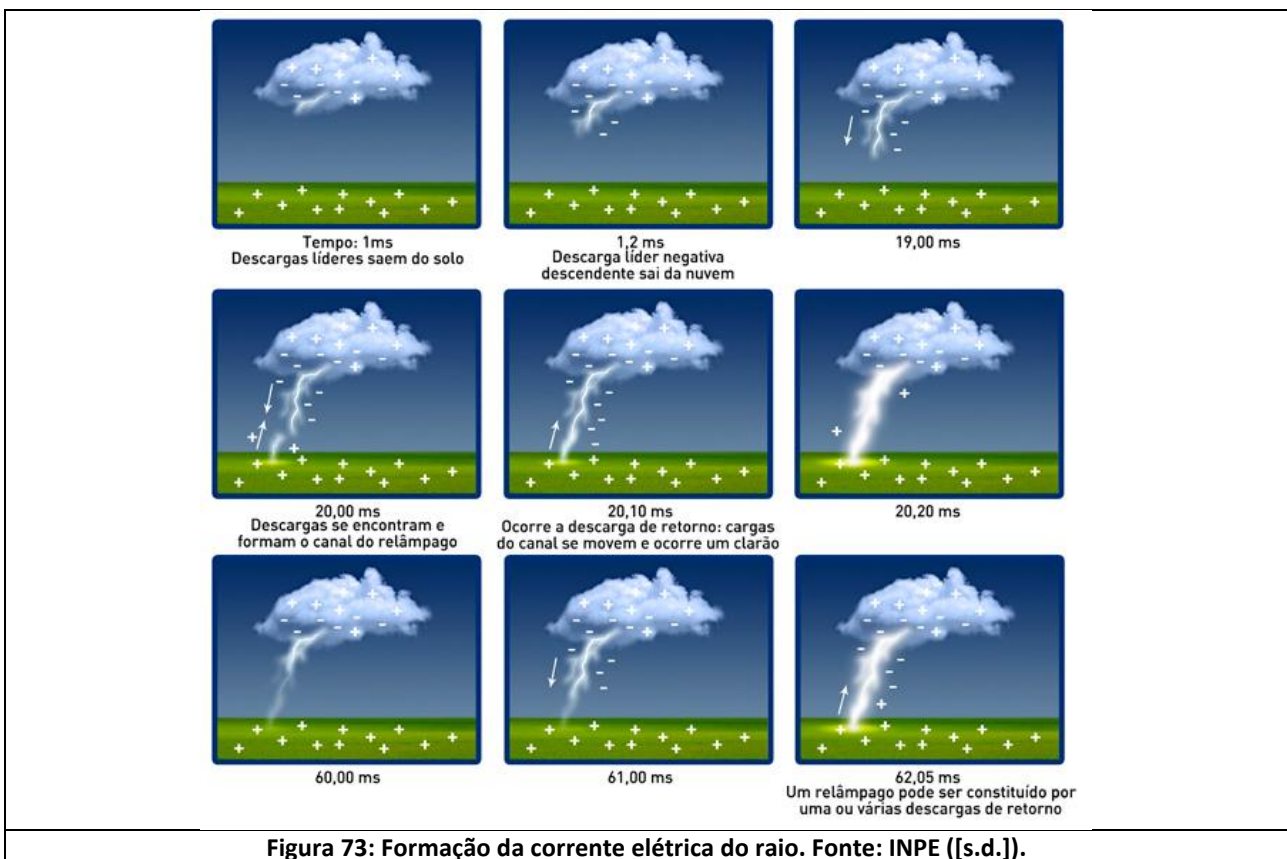 Tempo: 1ms
Descargas líderes saem do solo
1,2 ms
Descarga líder negativa
descendente sai da nuvem
19,00 ms
20,00 ms
Descargas se encontram e
formam o canal do relâmpago
20,10 ms
Ocorre a descarga de retorno: cargas
do canal se movem e ocorre um clarão
20,20 ms
60,00 ms
61,00 ms
62,05 ms
Um relâmpago pode ser constituído por
uma ou várias descargas de retorno
Figura 73: Formação da corrente elétrica do raio. Fonte: INPE ([s.d.]).